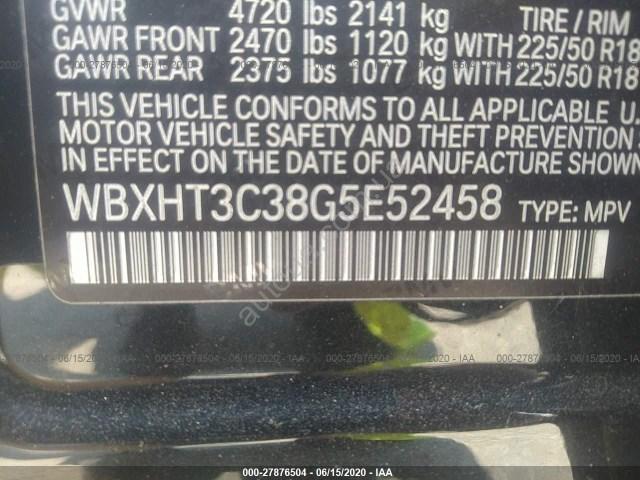 GVWR 4720 lbs 2141 kg TIRE / RIM
GAWR FRONT 2470 lbs 1120 kg WITH 225/50 R18
GAWR REAR 2375 lbs 1077 kg WITH 225/50 R18
THIS VEHICLE CONFORMS TO ALL APPLICABLE U.
MOTOR VEHICLE SAFETY AND THEFT PREVENTION
IN EFFECT ON THE DATE OF MANUFACTURE SHOWN
WBXHT3C38G5E52458 TYPE: MPV
000-27876504 - 06/15/2020 - IAA